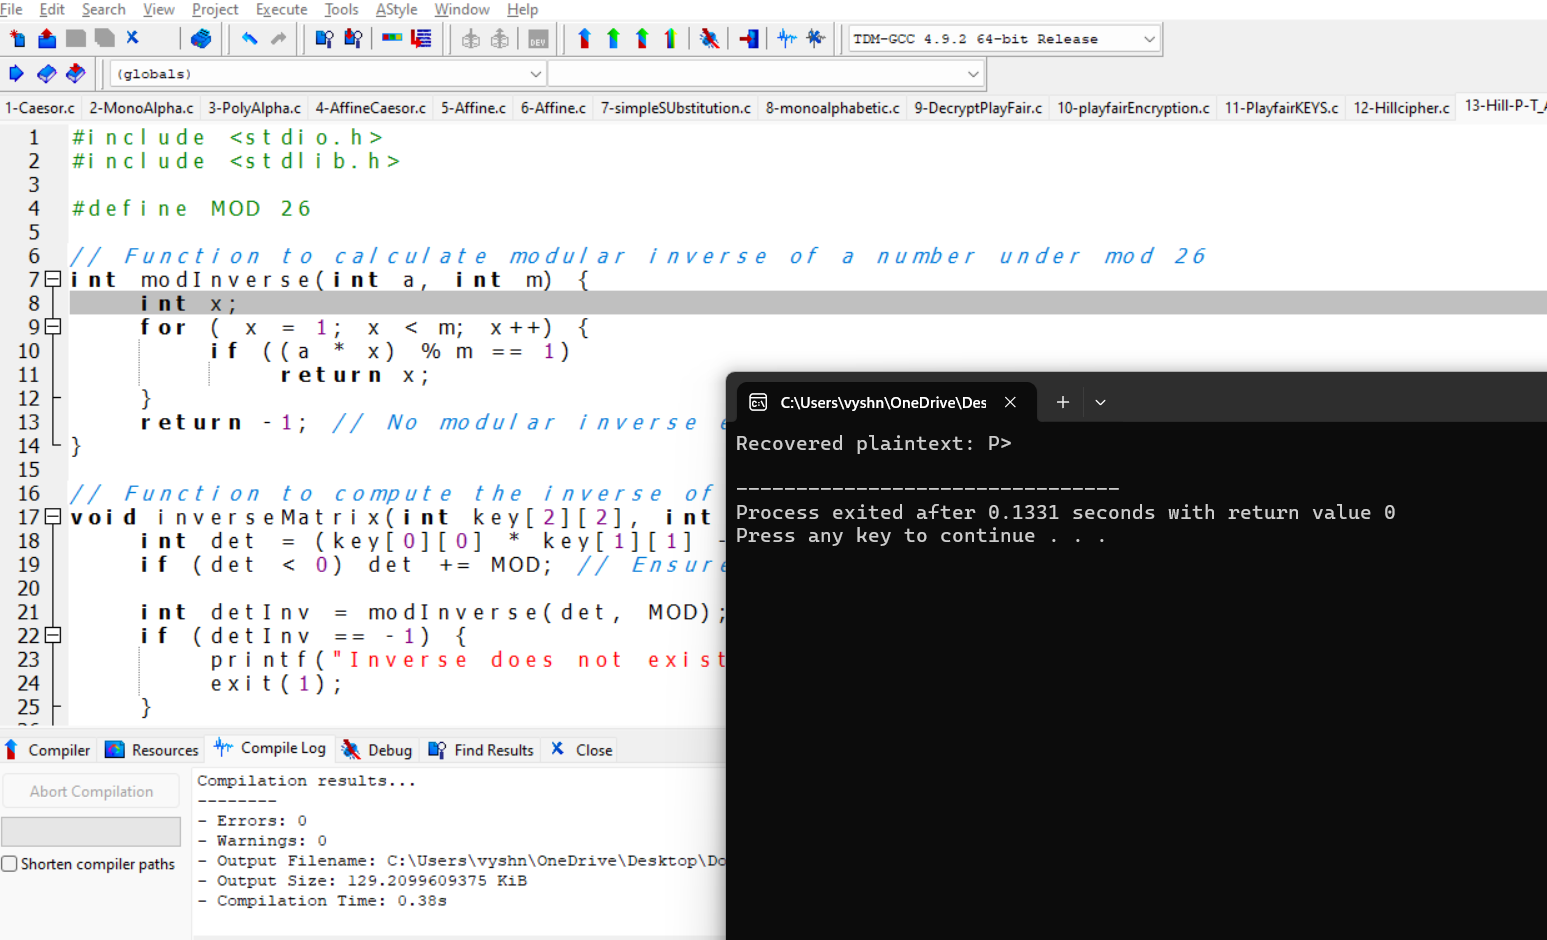 File Edit Search View Project Execute Tools AStyle Window Help
DEV
TDM-GCC 4.9.2 64-bit Release
(globals)
1-Caesor.c 2-MonoAlpha.c 3-PolyAlpha.c 4-AffineCaesor.c 5-Affine.c 6-Affine.c 7-simpleSUbstitution.c 8-monoalphabetic.c 9-DecryptPlayFair.c 10-playfairEncryption.c 11-PlayfairKEYS.c 12-Hillcipher.c 13-Hill-P-T_
1 #include <stdio.h>
2 #include <stdlib.h>
3
4 #define MOD 26
5
6 // Function to calculate modular inverse of a number under mod 26
7 int modInverse(int a, int m) {
8 int x;
9 for ( x = 1; x < m; x++) {
10 if ((a * x) % m == 1)
11 return x;
12 }
13 return -1; // No modular inverse
14 }
15
16 // Function to compute the inverse of
17 void inverseMatrix(int key[2][2], int
18 int det = (key[0][0] * key[1][1] -
19 if (det < 0) det += MOD; // Ensure
20
21 int detInv = modInverse(det, MOD);
22 if (detInv == -1) {
23 printf("Inverse does not exist
24 exit(1);
25 }
C:\Users\vyshn\OneDrive\Des
Recovered plaintext: P>
--------------------------------
Process exited after 0.1331 seconds with return value 0
Press any key to continue . . .
Compiler Resources Compile Log Debug Find Results Close
Abort Compilation
Shorten compiler paths
Compilation results...
--------
- Errors: 0
- Warnings: 0
- Output Filename: C:\Users\vyshn\OneDrive\Desktop\Do
- Output Size: 129.2099609375 KiB
- Compilation Time: 0.38s